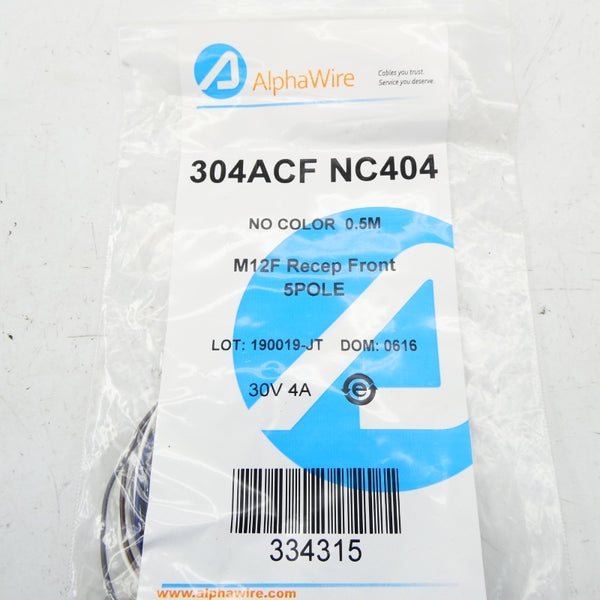 AlphaWire
Cables you trust.
Service you deserve.
304ACF NC404
NO COLOR 0.5M
M12F Recep Front
5POLE
LOT: 190019-JT DOM: 0616
30V 4A e
334315
www.alphawire.com